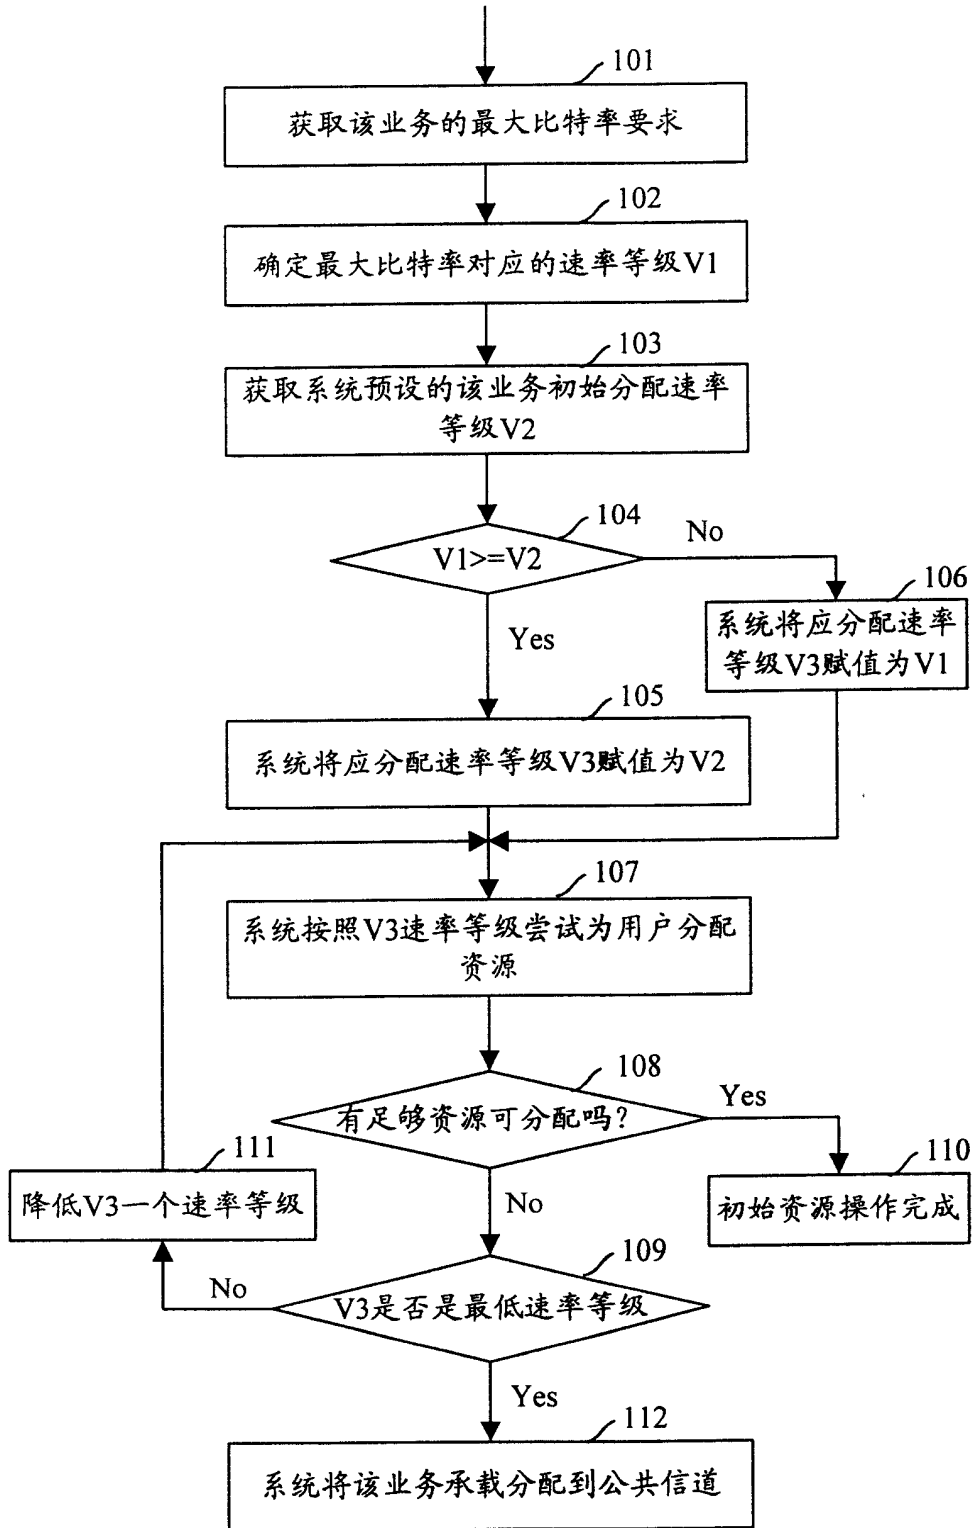 101
获取该业务的最大比特率要求
102
确定最大比特率对应的速率等级V1
103
获取系统预设的该业务初始分配速率
等级V2
104
V1>=V2
No
Yes
106
系统将应分配速率
等级V3赋值为V1
105
系统将应分配速率等级V3赋值为V2
107
系统按照V3速率等级尝试为用户分配
资源
108
有足够资源可分配吗?
Yes
No
110
初始资源操作完成
111
降低V3一个速率等级
109
V3是否是最低速率等级
No
Yes
112
系统将该业务承载分配到公共信道